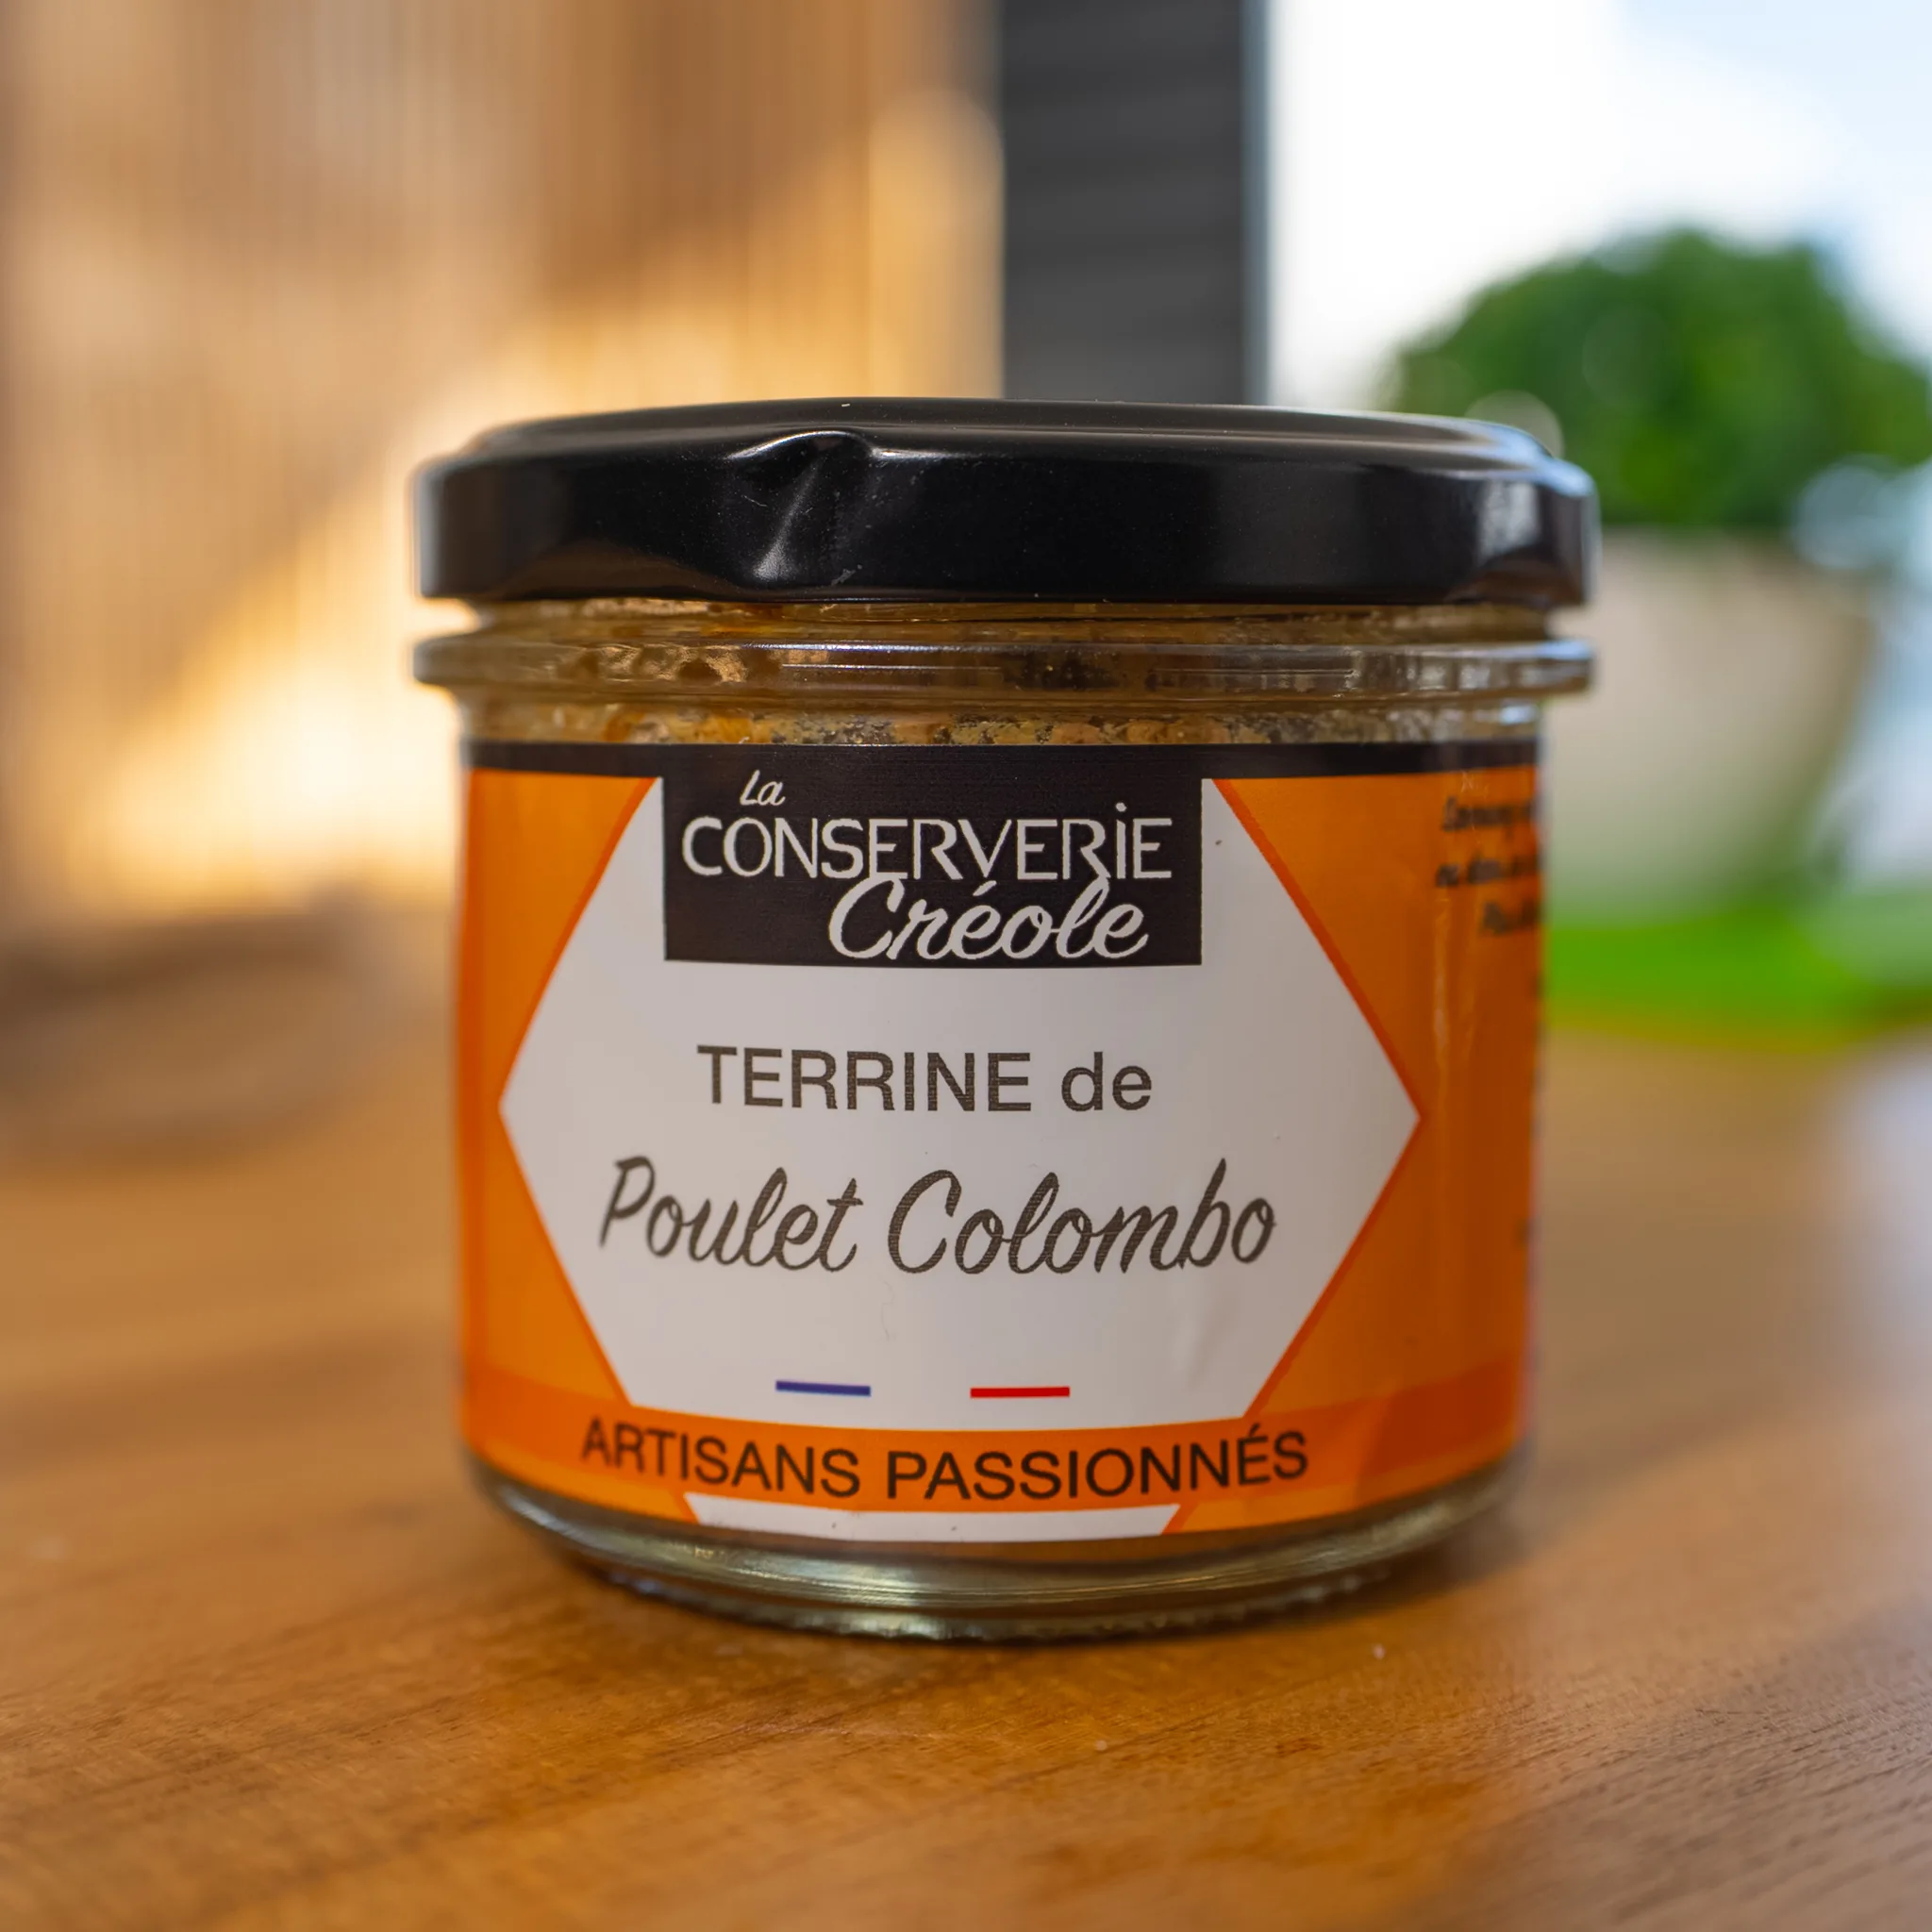 La
CONSERVERiE
Créole
TERRINE de
Poulet Colombo
ARTISANS PASSIONNÉS